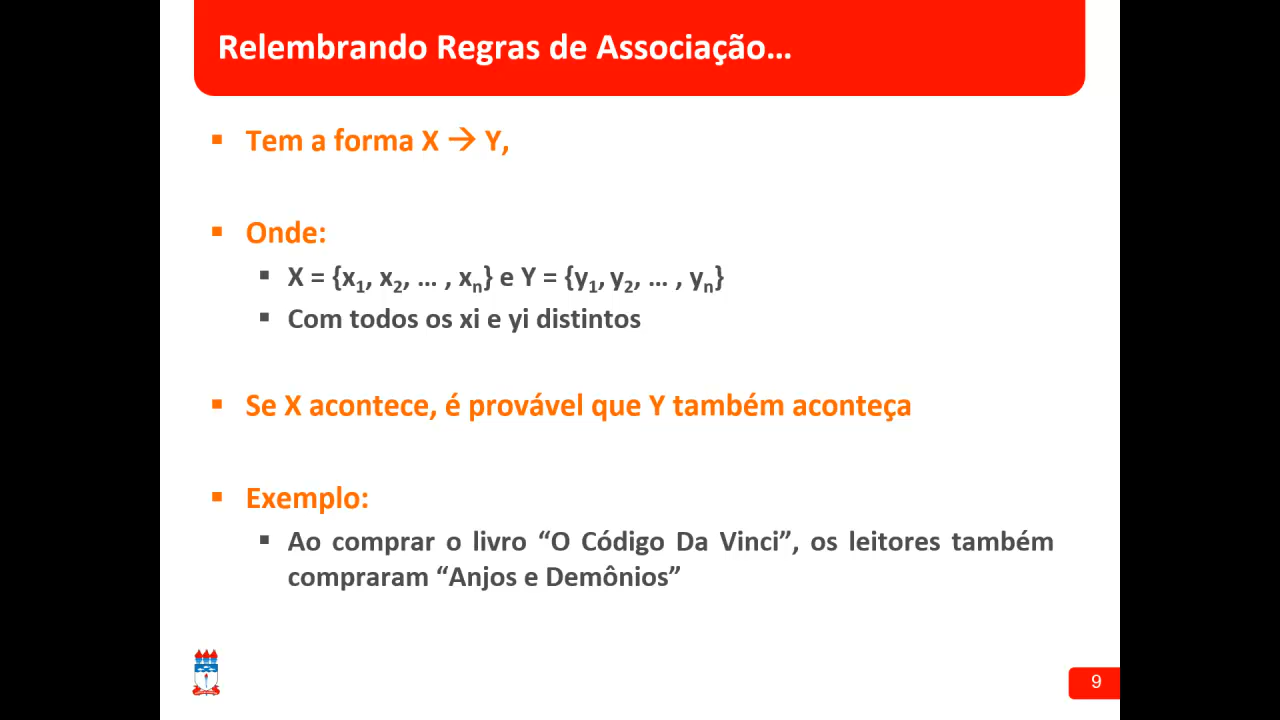 Relembrando Regras de Associação...
▪ Tem a forma X → Y,
▪ Onde:
▪ X = {x1, x2, ... , xn} e Y = {y1, y2, ... , yn}
▪ Com todos os xi e yi distintos
▪ Se X acontece, é provável que Y também aconteça
▪ Exemplo:
▪ Ao comprar o livro “O Código Da Vinci”, os leitores também
compraram “Anjos e Demônios”
9